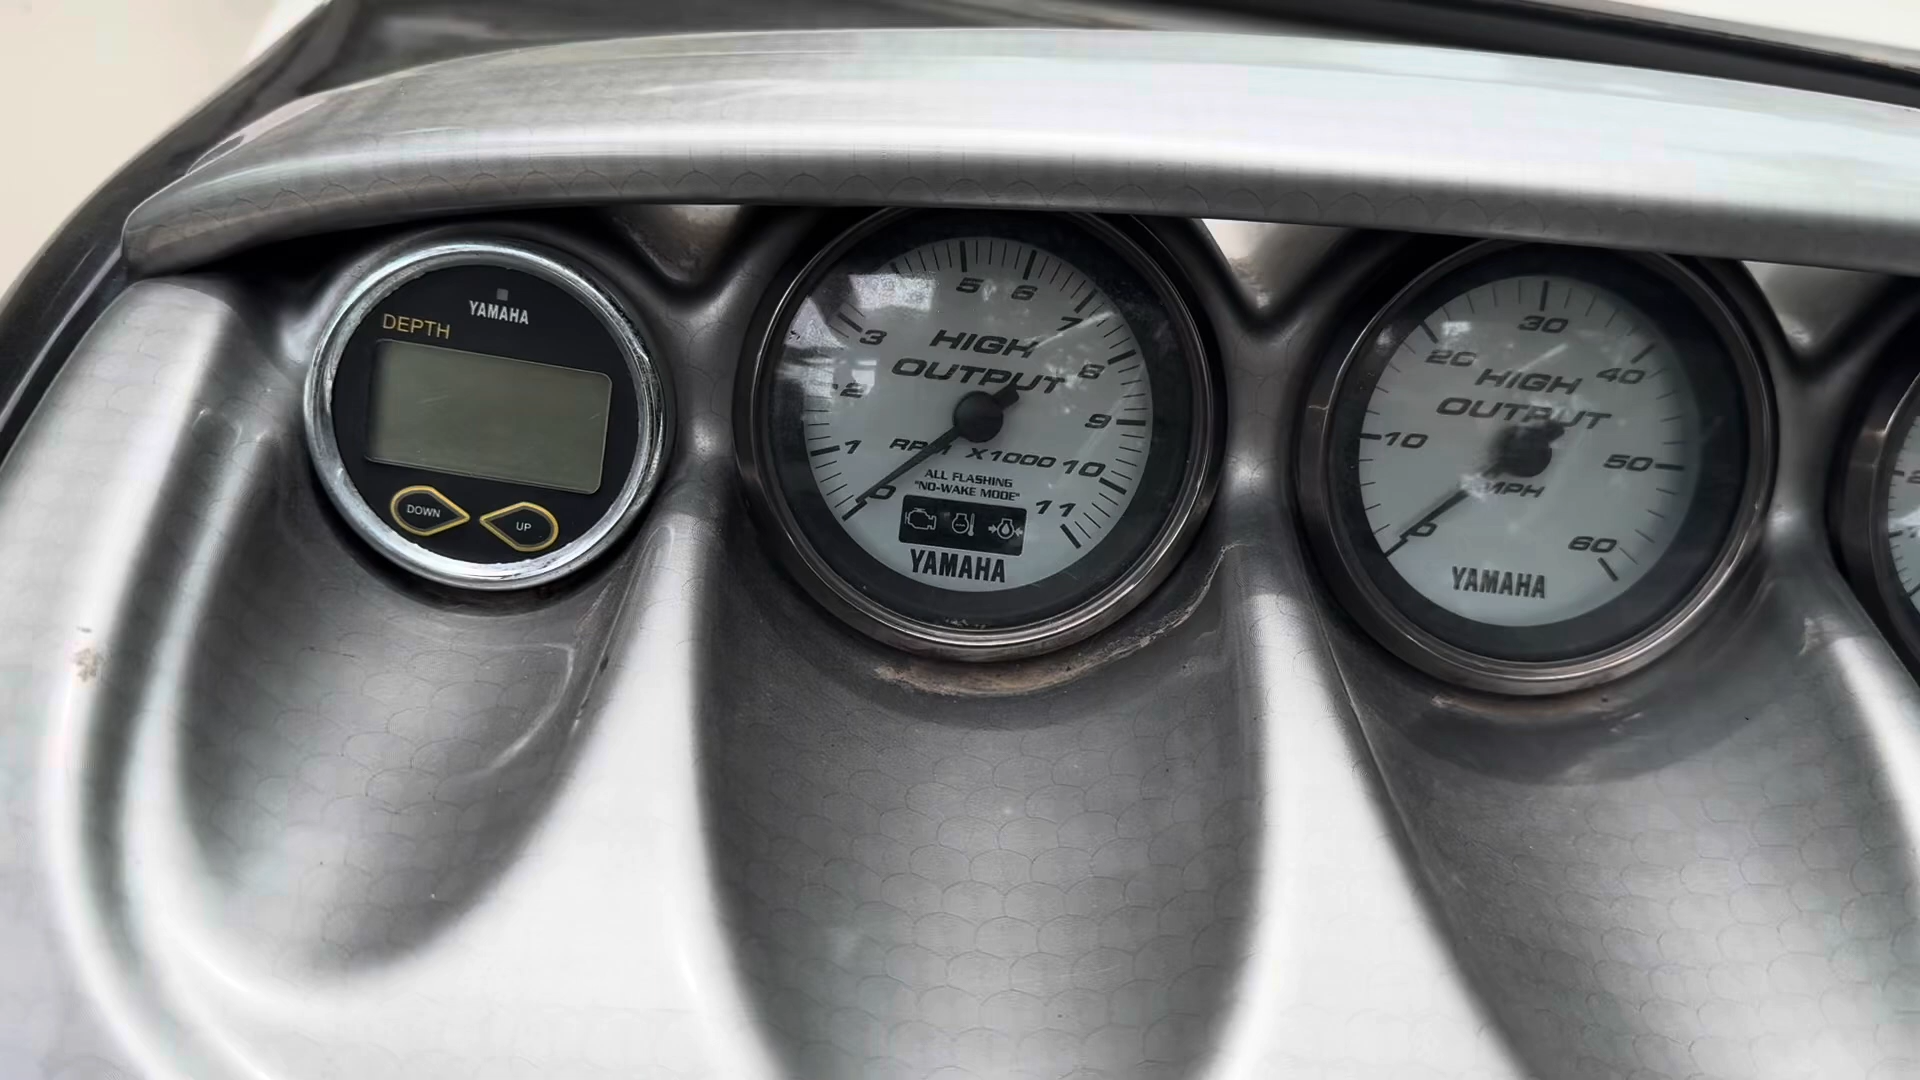 YAMAHA
DEPTH
DOWN
UP
5 6
7
3
HIGH
OUTPUT
8
2
9
1
RPM X1000
10
ALL FLASHING
"NO-WAKE MODE"
0
11
YAMAHA
30
20
40
HIGH
OUTPUT
10
50
MPH
0
60
YAMAHA